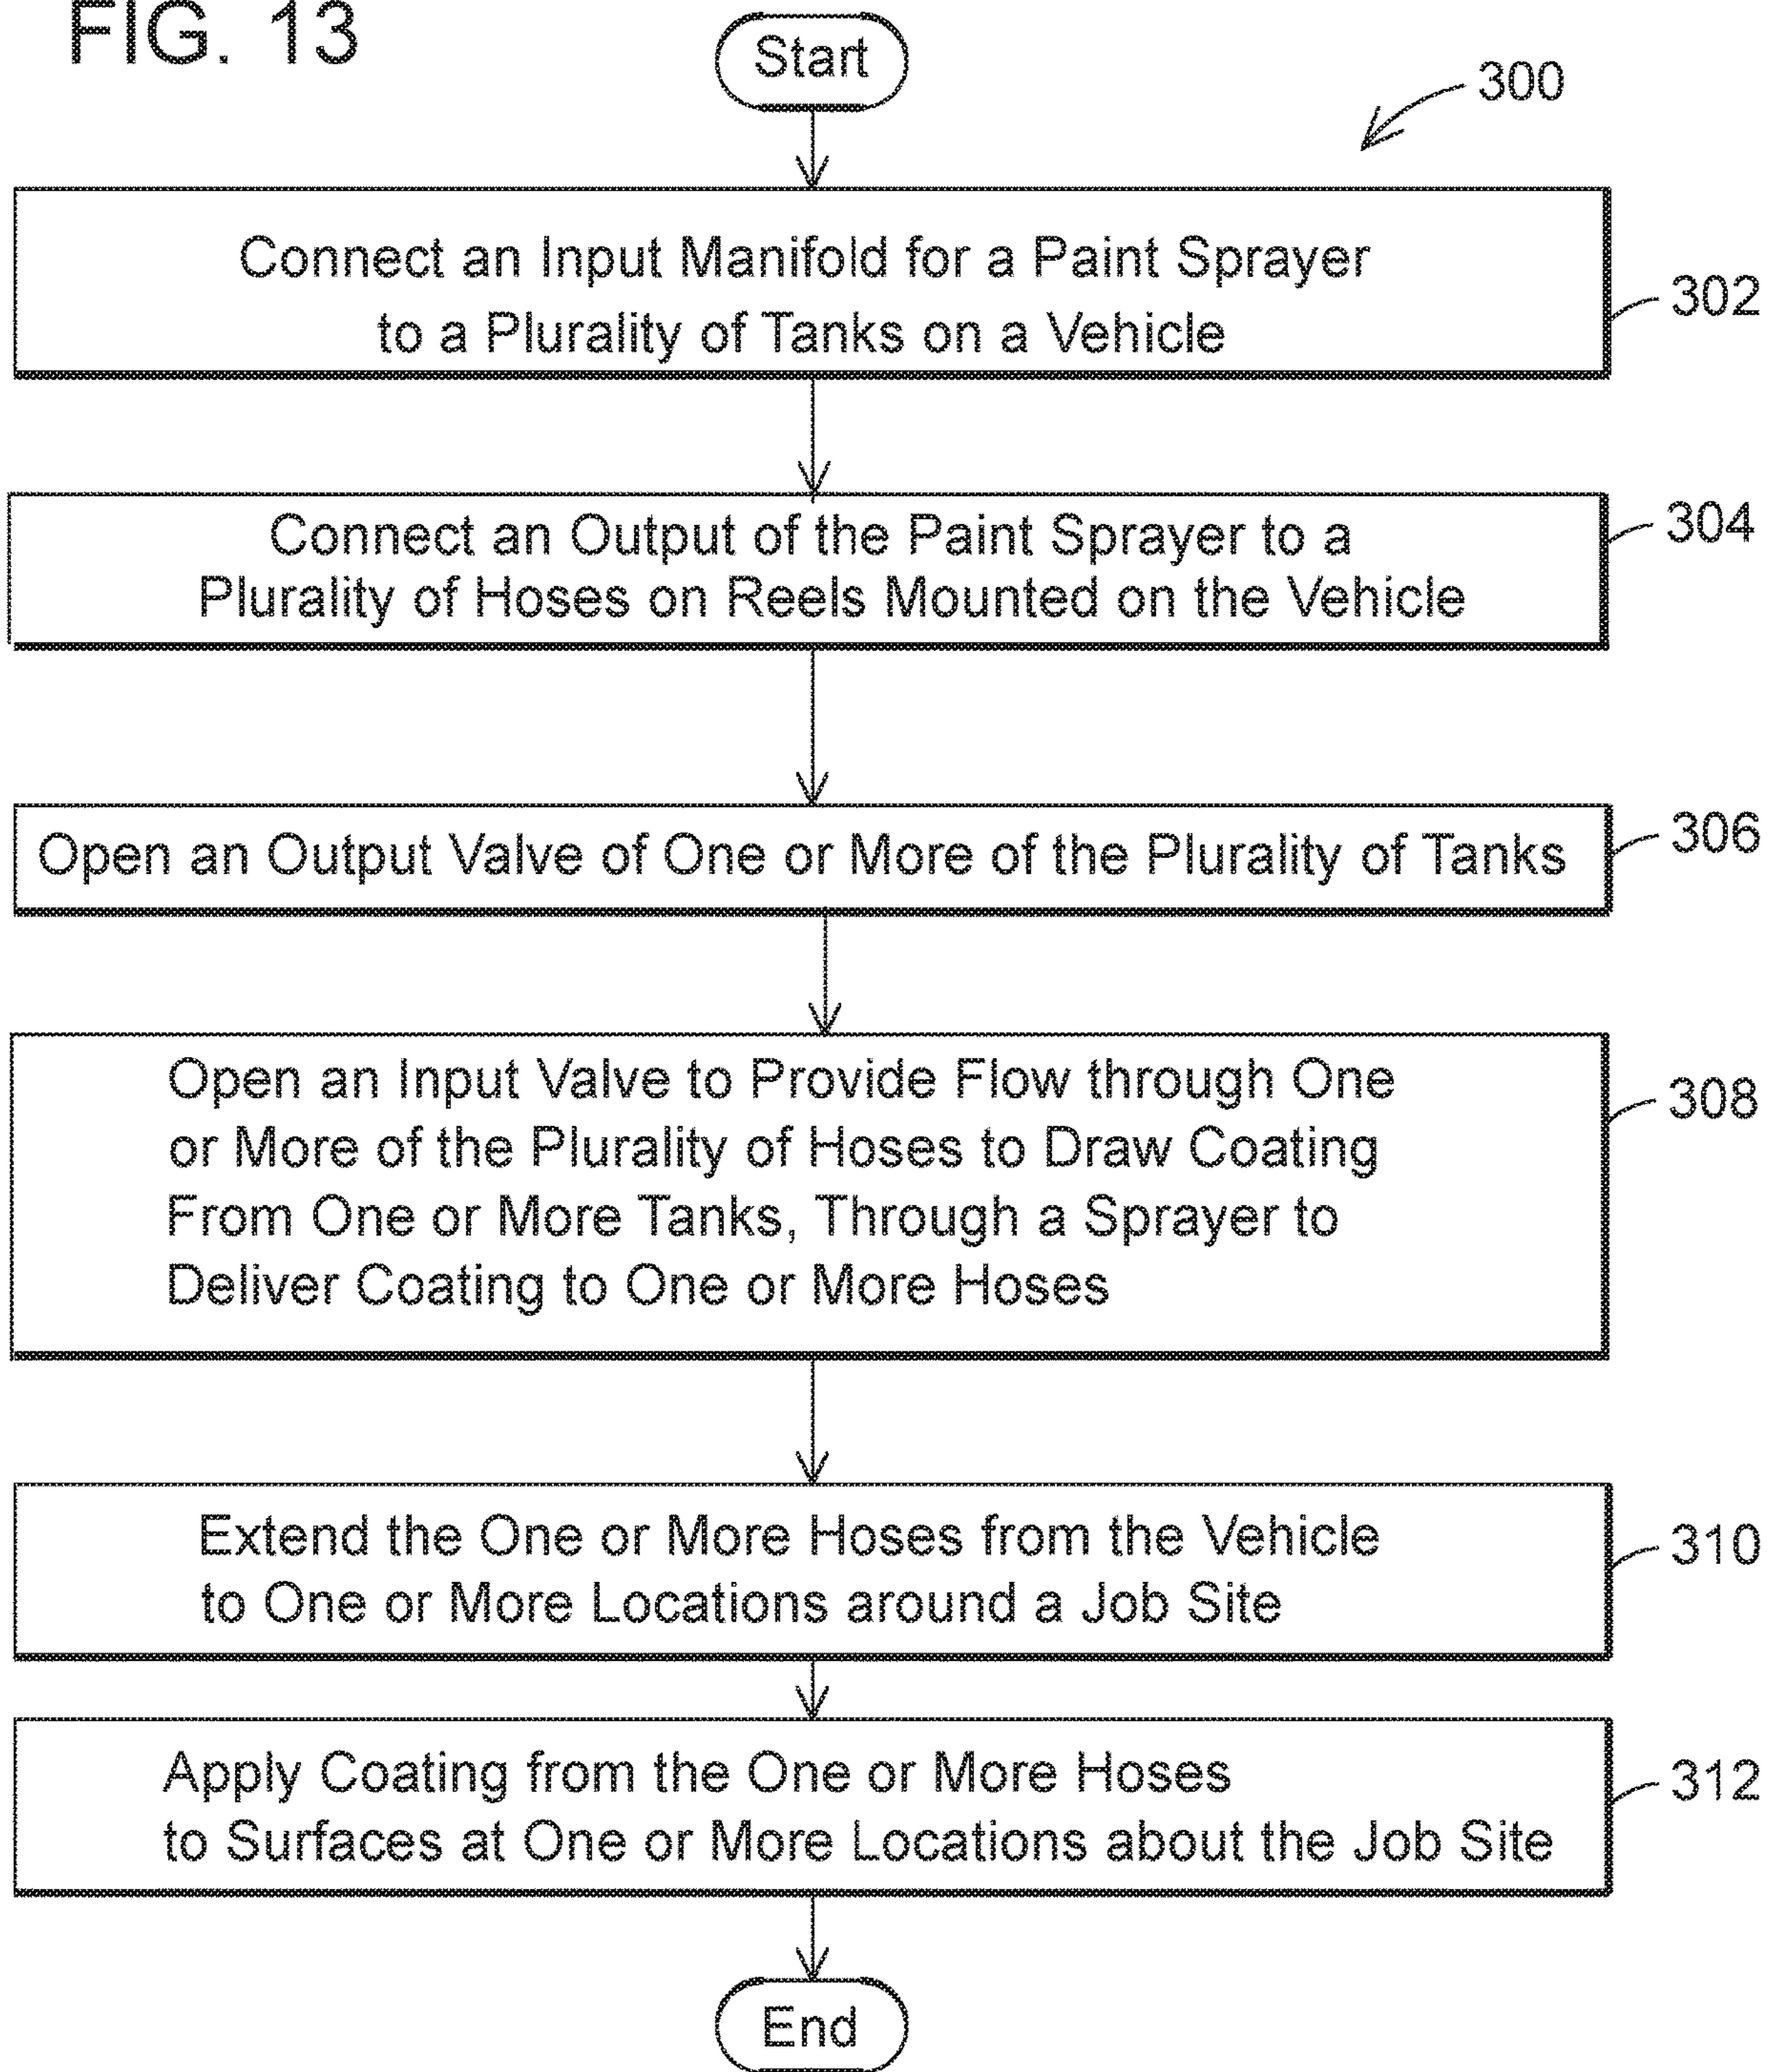 FIG. 13
Start
300
Connect an Input Manifold for a Paint Sprayer
to a Plurality of Tanks on a Vehicle
302
Connect an Output of the Paint Sprayer to a
Plurality of Hoses on Reels Mounted on the Vehicle
304
Open an Output Valve of One or More of the Plurality of Tanks
306
Open an Input Valve to Provide Flow through One
or More of the Plurality of Hoses to Draw Coating
From One or More Tanks, Through a Sprayer to
Deliver Coating to One or More Hoses
308
Extend the One or More Hoses from the Vehicle
to One or More Locations around a Job Site
310
Apply Coating from the One or More Hoses
to Surfaces at One or More Locations about the Job Site
312
End